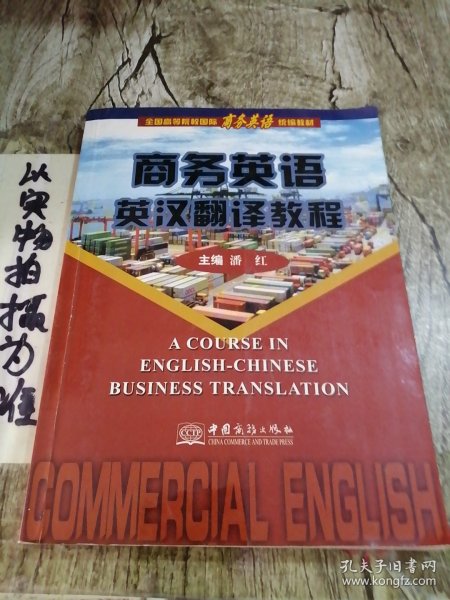 全国高等院校国际商务英语统编教材
商务英语
英汉翻译教程
主编 潘 红
A COURSE IN
ENGLISH-CHINESE
BUSINESS TRANSLATION
CCTP
中国商务出版社
CHINA COMMERCE AND TRADE PRESS
COMMERCIAL ENGLISH
以实物拍摄为准
孔夫子旧书网
www.kongfz.com